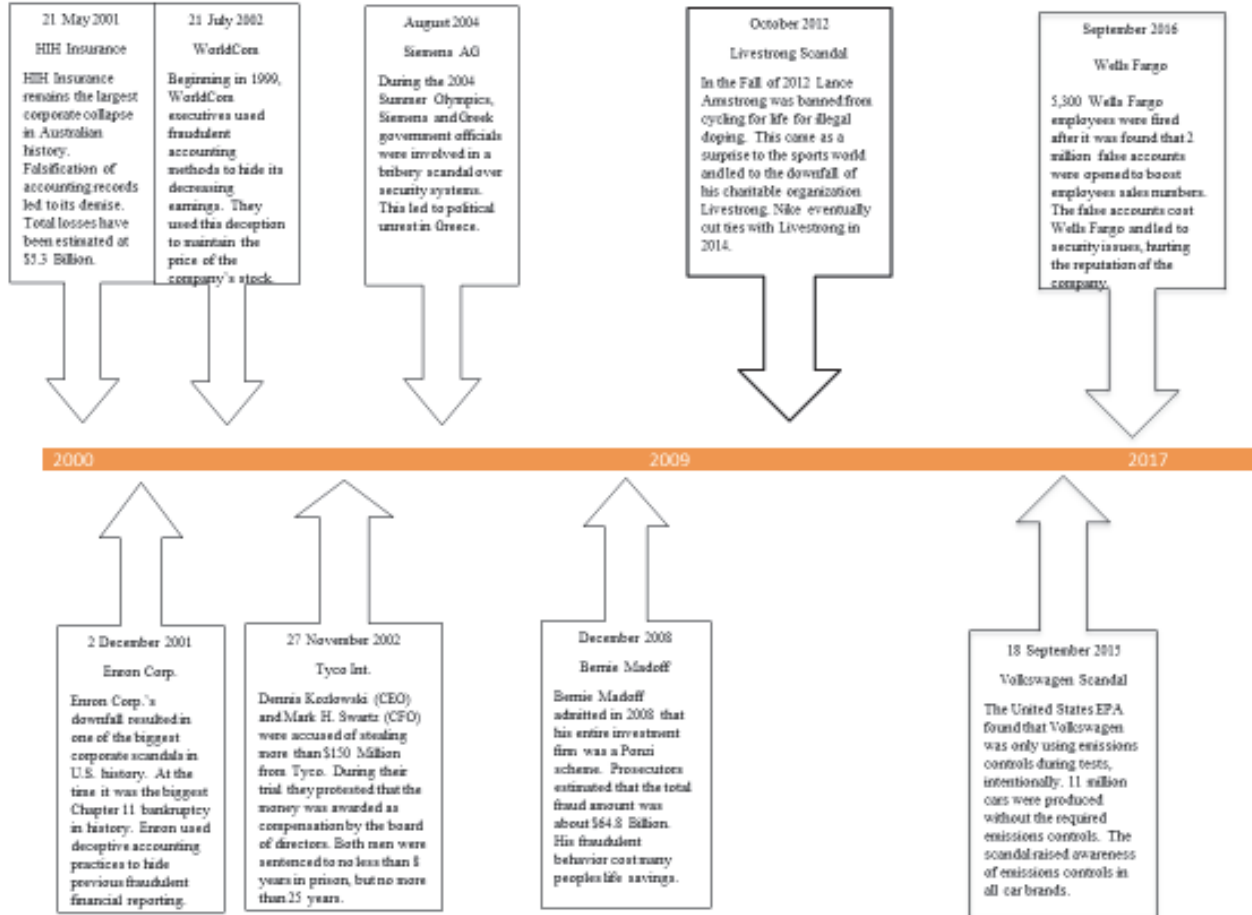 21 May 2001
HIH Insurance
HIH Insurance
remains the largest
corporate collapse
in Australian
history.
Falsification of
accounting records
led to its demise.
Total losses have
been estimated at
$5.3 Billion.
21 July 2002
WorldCom
Beginning in 1999,
WorldCom
executives used
fraudulent
accounting
methods to hide its
decreasing
earnings. They
used this deception
to maintain the
price of the
company's stock.
August 2004
Siemens AG
During the 2004
Summer Olympics,
Siemens and Greek
government officials
were involved in a
bribery scandal over
security systems.
This led to political
unrest in Greece.
October 2012
Livestrong Scandal
In the Fall of 2012 Lance
Armstrong was banned from
cycling for life for illegal
doping. This came as a
surprise to the sports world
and led to the downfall of
his charitable organization
Livestrong. Nike eventually
cut ties with Livestrong in
2014.
September 2016
Wells Fargo
5,300 Wells Fargo
employees were fired
after it was found that 2
million false accounts
were opened to boost
employees sales numbers.
The false accounts cost
Wells Fargo and led to
security issues, hurting
the reputation of the
company.
2000
2009
2017
2 December 2001
Enron Corp.
Enron Corp.'s
downfall resulted in
one of the biggest
corporate scandals in
U.S. history. At the
time it was the biggest
Chapter 11 bankruptcy
in history. Enron used
deceptive accounting
practices to hide
previous fraudulent
financial reporting.
27 November 2002
Tyco Int.
Dennis Kozlowski (CEO)
and Mark H. Swartz (CFO)
were accused of stealing
more than $150 Million
from Tyco. During their
trial they protested that the
money was awarded as
compensation by the board
of directors. Both men were
sentenced to no less than 8
years in prison, but no more
than 25 years.
December 2008
Bernie Madoff
Bernie Madoff
admitted in 2008 that
his entire investment
firm was a Ponzi
scheme. Prosecutors
estimated that the total
fraud amount was
about $64.8 Billion.
His fraudulent
behavior cost many
peoples life savings.
18 September 2015
Volkswagen Scandal
The United States EPA
found that Volkswagen
was only using emissions
controls during tests,
intentionally. 11 million
cars were produced
without the required
emissions controls. The
scandal raised awareness
of emissions controls in
all car brands.